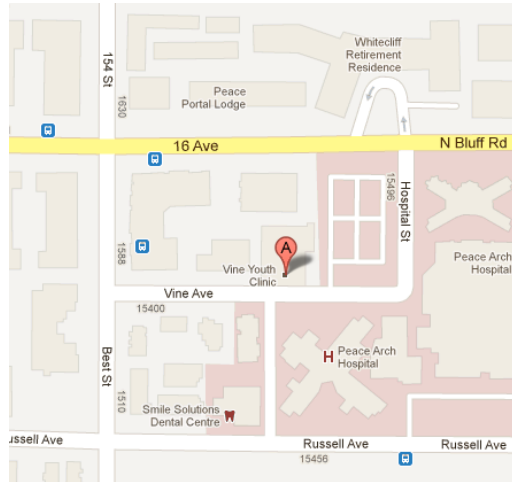 Whitecliff
Retirement
Residence
154 St
Peace
Portal Lodge
1630
16 Ave
N Bluff Rd
15496
Hospital St
1588
A
Vine Youth
Clinic
Peace Arch
Hospital
Vine Ave
15400
Best St
H
Peace Arch
Hospital
1510
Smile Solutions
Dental Centre
ussell Ave
Russell Ave
Russell Ave
15456